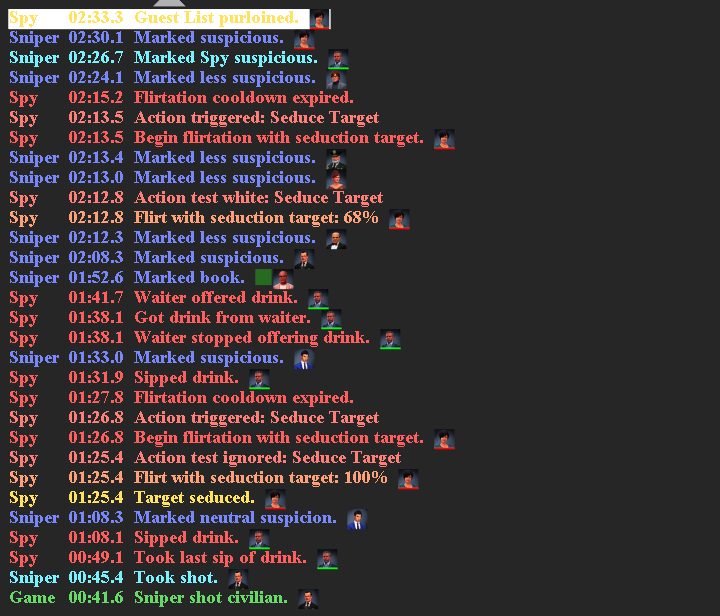 Spy 02:33.3 Guest List purloined.
Sniper 02:30.1 Marked suspicious.
Sniper 02:26.7 Marked Spy suspicious.
Sniper 02:24.1 Marked less suspicious.
Spy 02:15.2 Flirtation cooldown expired.
Spy 02:13.5 Action triggered: Seduce Target
Spy 02:13.5 Begin flirtation with seduction target.
Sniper 02:13.4 Marked less suspicious.
Sniper 02:13.0 Marked less suspicious.
Spy 02:12.8 Action test white: Seduce Target
Spy 02:12.8 Flirt with seduction target: 68%
Sniper 02:12.3 Marked less suspicious.
Sniper 02:08.3 Marked suspicious.
Sniper 01:52.6 Marked book.
Spy 01:41.7 Waiter offered drink.
Spy 01:38.1 Got drink from waiter.
Spy 01:38.1 Waiter stopped offering drink.
Sniper 01:33.0 Marked suspicious.
Spy 01:31.9 Sipped drink.
Spy 01:27.8 Flirtation cooldown expired.
Spy 01:26.8 Action triggered: Seduce Target
Spy 01:26.8 Begin flirtation with seduction target.
Spy 01:25.4 Action test ignored: Seduce Target
Spy 01:25.4 Flirt with seduction target: 100%
Spy 01:25.4 Target seduced.
Sniper 01:08.3 Marked neutral suspicion.
Spy 01:08.1 Sipped drink.
Spy 00:49.1 Took last sip of drink.
Sniper 00:45.4 Took shot.
Game 00:41.6 Sniper shot civilian.